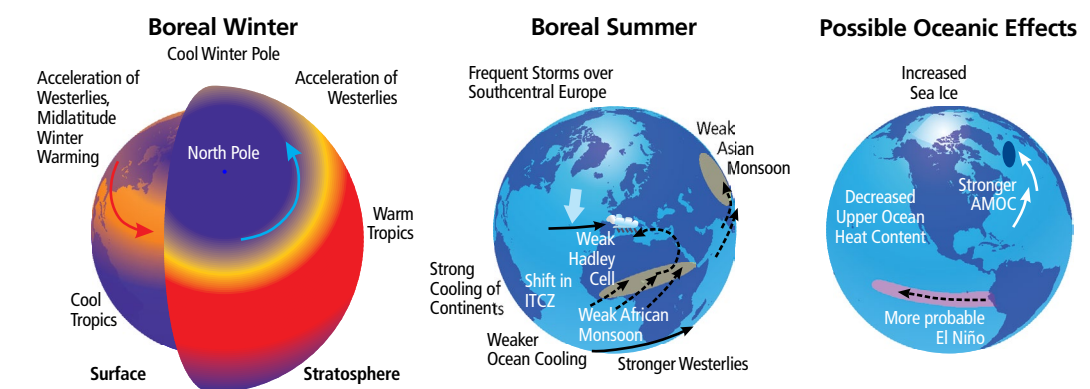 Boreal Winter
Cool Winter Pole
Acceleration of
Westerlies,
Midlatitude
Winter
Warming
Acceleration of
Westerlies
North Pole
Warm
Tropics
Cool
Tropics
Surface
Stratosphere
Boreal Summer
Frequent Storms over
Southcentral Europe
Weak
Asian
Monsoon
Weak
Hadley
Cell
Strong
Cooling of
Continents
Shift in
ITCZ
Weak African
Monsoon
Weaker
Ocean Cooling
Stronger Westerlies
Possible Oceanic Effects
Increased
Sea Ice
Stronger
AMOC
Decreased
Upper Ocean
Heat Content
More probable
El Niño